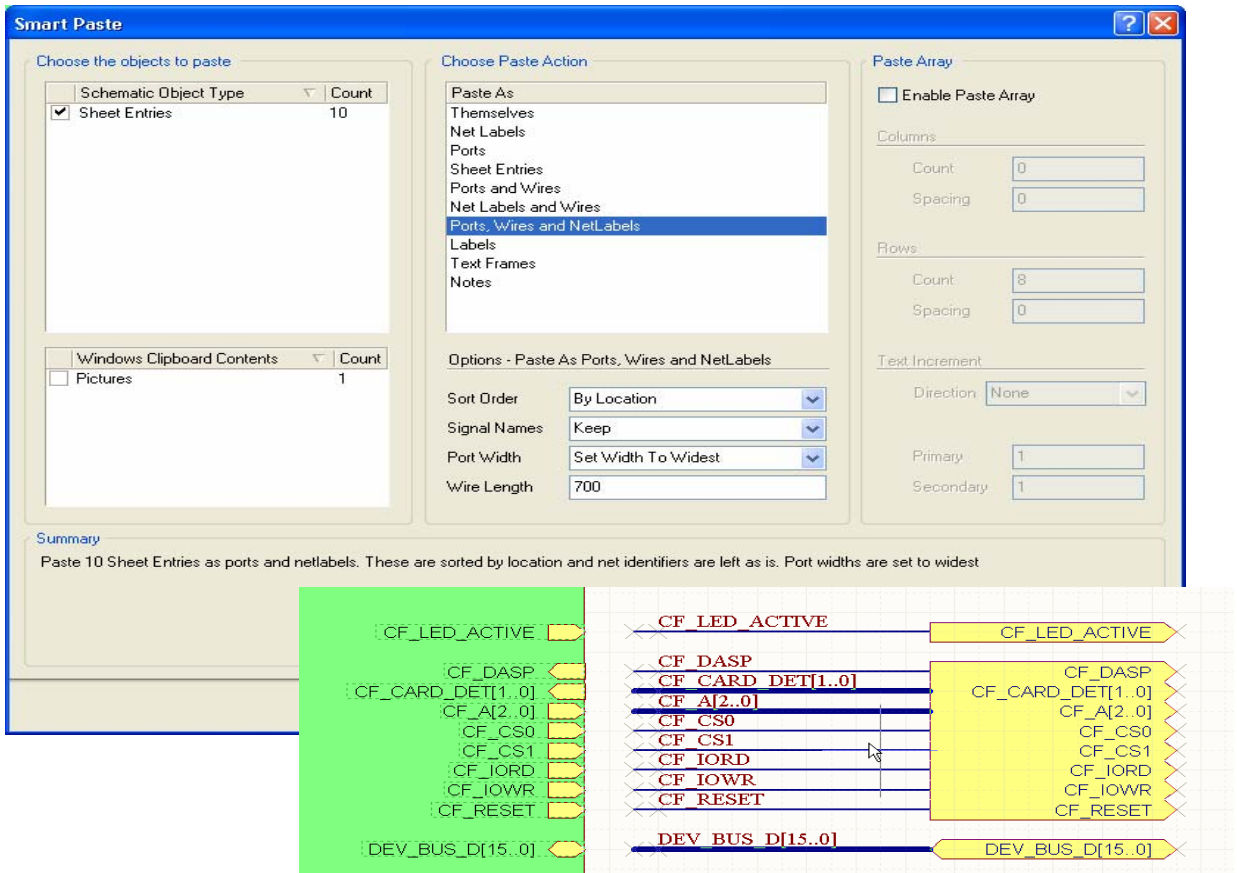 Smart Paste
Choose the objects to paste
Schematic Object Type Count
Sheet Entries 10
Windows Clipboard Contents Count
Pictures 1
Choose Paste Action
Paste As
Themselves
Net Labels
Ports
Sheet Entries
Ports and Wires
Net Labels and Wires
Ports, Wires and NetLabels
Labels
Text Frames
Notes
Options - Paste As Ports, Wires and NetLabels
Sort Order By Location
Signal Names Keep
Port Width Set Width To Widest
Wire Length 700
Paste Array
Enable Paste Array
Columns
Count 0
Spacing 0
Rows
Count 8
Spacing 0
Text Increment
Direction None
Primary 1
Secondary 1
Summary
Paste 10 Sheet Entries as ports and netlabels. These are sorted by location and net identifiers are left as is. Port widths are set to widest
CF_LED_ACTIVE CF_LED_ACTIVE CF_LED_ACTIVE
CF_DASP CF_DASP CF_DASP
CF_CARD_DET[1..0] CF_CARD_DET[1..0] CF_CARD_DET[1..0]
CF_A[2..0] CF_A[2..0] CF_A[2..0]
CF_CS0 CF_CS0 CF_CS0
CF_CS1 CF_CS1 CF_CS1
CF_IORD CF_IORD CF_IORD
CF_IOWR CF_IOWR CF_IOWR
CF_RESET CF_RESET CF_RESET
DEV_BUS_D[15..0] DEV_BUS_D[15..0] DEV_BUS_D[15..0]